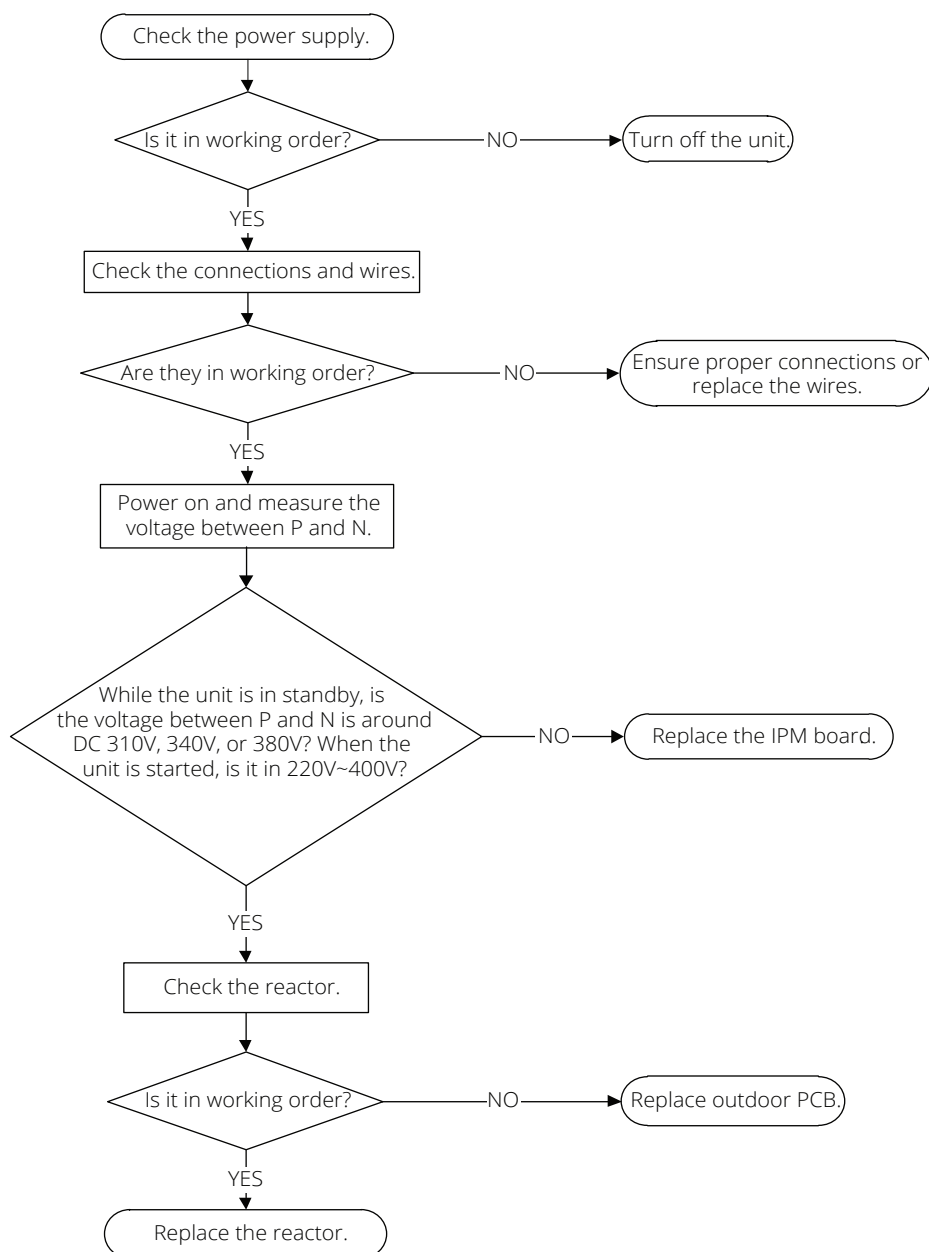 Check the power supply.
Is it in working order?
NO
Turn off the unit.
YES
Check the connections and wires.
Are they in working order?
NO
Ensure proper connections or
replace the wires.
YES
Power on and measure the
voltage between P and N.
While the unit is in standby, is
the voltage between P and N is around
DC 310V, 340V, or 380V? When the
unit is started, is it in 220V~400V?
NO
Replace the IPM board.
YES
Check the reactor.
Is it in working order?
NO
Replace outdoor PCB.
YES
Replace the reactor.